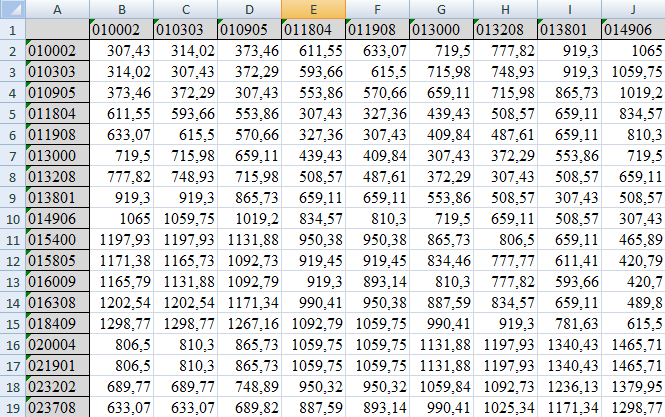 A B C D E F G H I J
1 010002 010303 010905 011804 011908 013000 013208 013801 014906
2 010002 307,43 314,02 373,46 611,55 633,07 719,5 777,82 919,3 1065
3 010303 314,02 307,43 372,29 593,66 615,5 715,98 748,93 919,3 1059,75
4 010905 373,46 372,29 307,43 553,86 570,66 659,11 715,98 865,73 1019,2
5 011804 611,55 593,66 553,86 307,43 327,36 439,43 508,57 659,11 834,57
6 011908 633,07 615,5 570,66 327,36 307,43 409,84 487,61 659,11 810,3
7 013000 719,5 715,98 659,11 439,43 409,84 307,43 372,29 553,86 719,5
8 013208 777,82 748,93 715,98 508,57 487,61 372,29 307,43 508,57 659,11
9 013801 919,3 919,3 865,73 659,11 659,11 553,86 508,57 307,43 508,57
10 014906 1065 1059,75 1019,2 834,57 810,3 719,5 659,11 508,57 307,43
11 015400 1197,93 1197,93 1131,88 950,38 950,38 865,73 806,5 659,11 465,89
12 015805 1171,38 1165,73 1092,73 919,45 919,45 834,46 777,77 611,41 420,79
13 016009 1165,79 1131,88 1092,79 919,3 893,14 810,3 777,82 593,66 420,7
14 016308 1202,54 1202,54 1171,34 990,41 950,38 887,59 834,57 659,11 489,8
15 018409 1298,77 1298,77 1267,16 1092,79 1059,75 990,41 919,3 781,63 615,5
16 020004 806,5 810,3 865,73 1059,75 1059,75 1131,88 1197,93 1340,43 1465,71
17 021901 806,5 810,3 865,73 1059,75 1059,75 1131,88 1197,93 1340,43 1465,71
18 023202 689,77 689,77 748,89 950,32 950,32 1059,84 1092,73 1236,13 1379,95
19 023708 633,07 633,07 689,82 887,59 893,14 990,41 1025,34 1171,34 1298,77